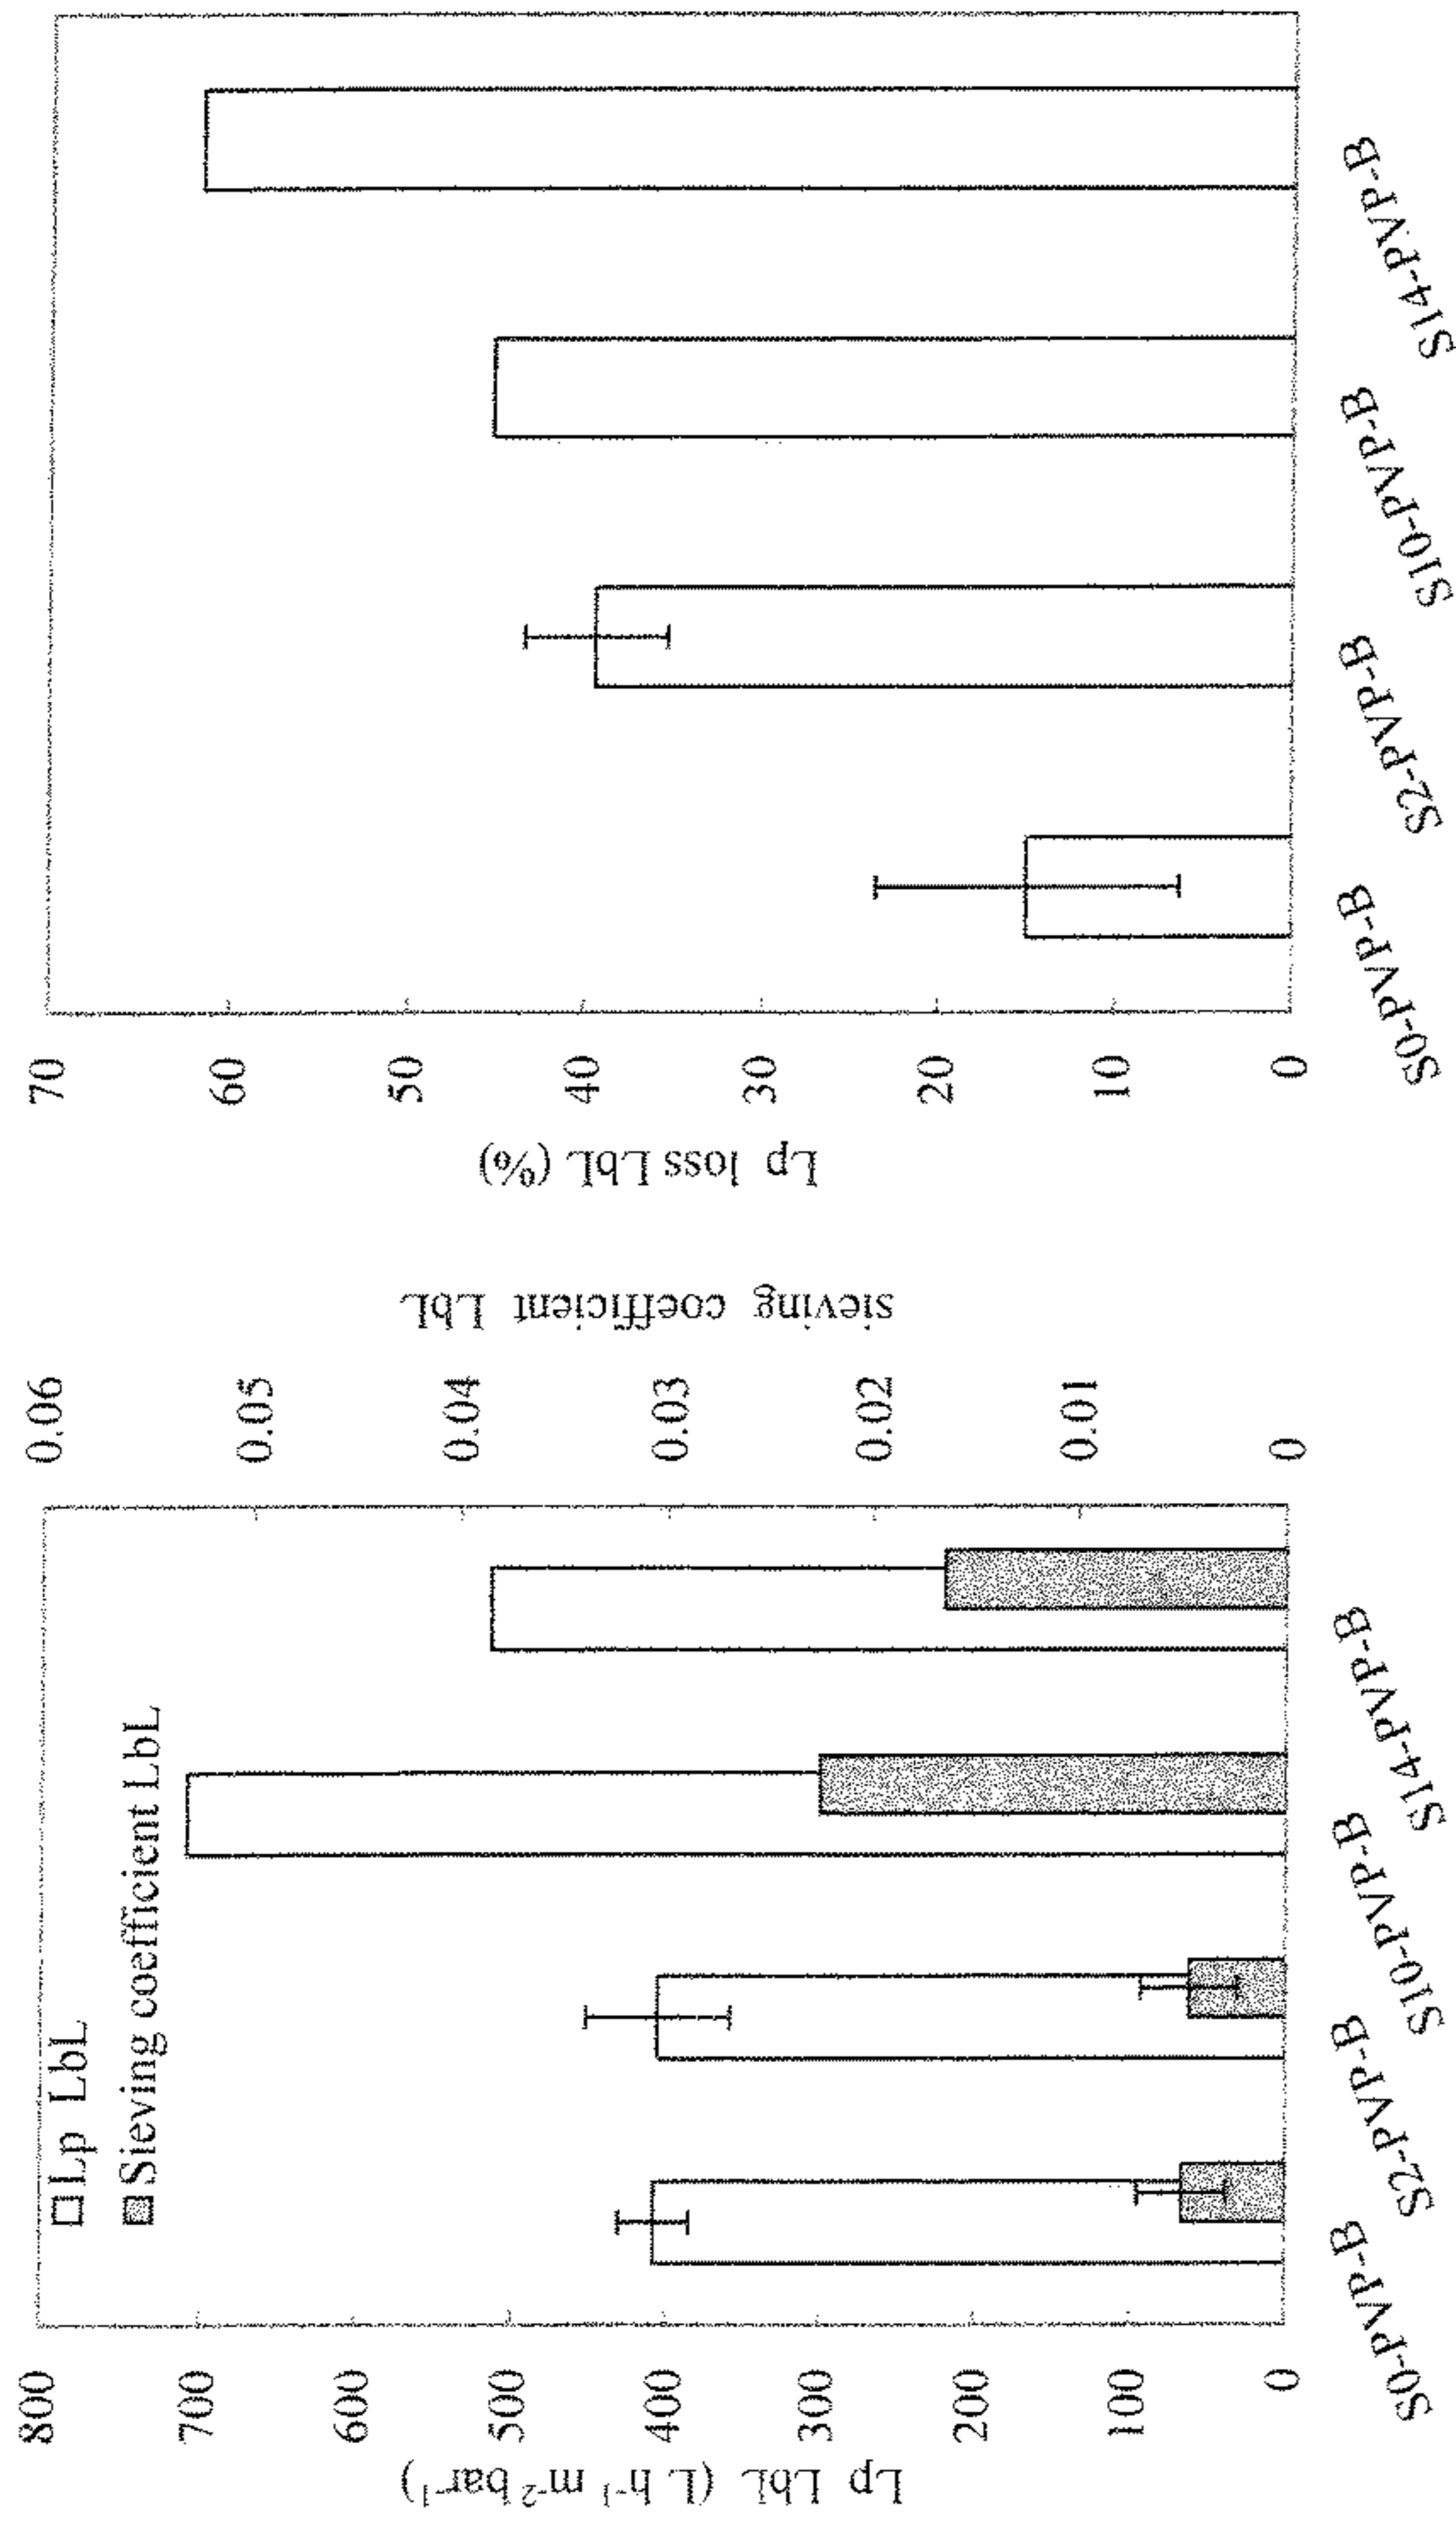 Lp LbL
Sieving coefficient LbL
800
700
600
500
400
300
200
100
0
Lp LbL (L h⁻¹ m⁻² bar⁻¹)
0.06
0.05
0.04
0.03
0.02
0.01
0
sieving coefficient LbL
S0-PVP-B
S2-PVP-B
S10-PVP-B
S14-PVP-B
70
60
50
40
30
20
10
0
Lp loss LbL (%)
S0-PVP-B
S2-PVP-B
S10-PVP-B
S14-PVP-B